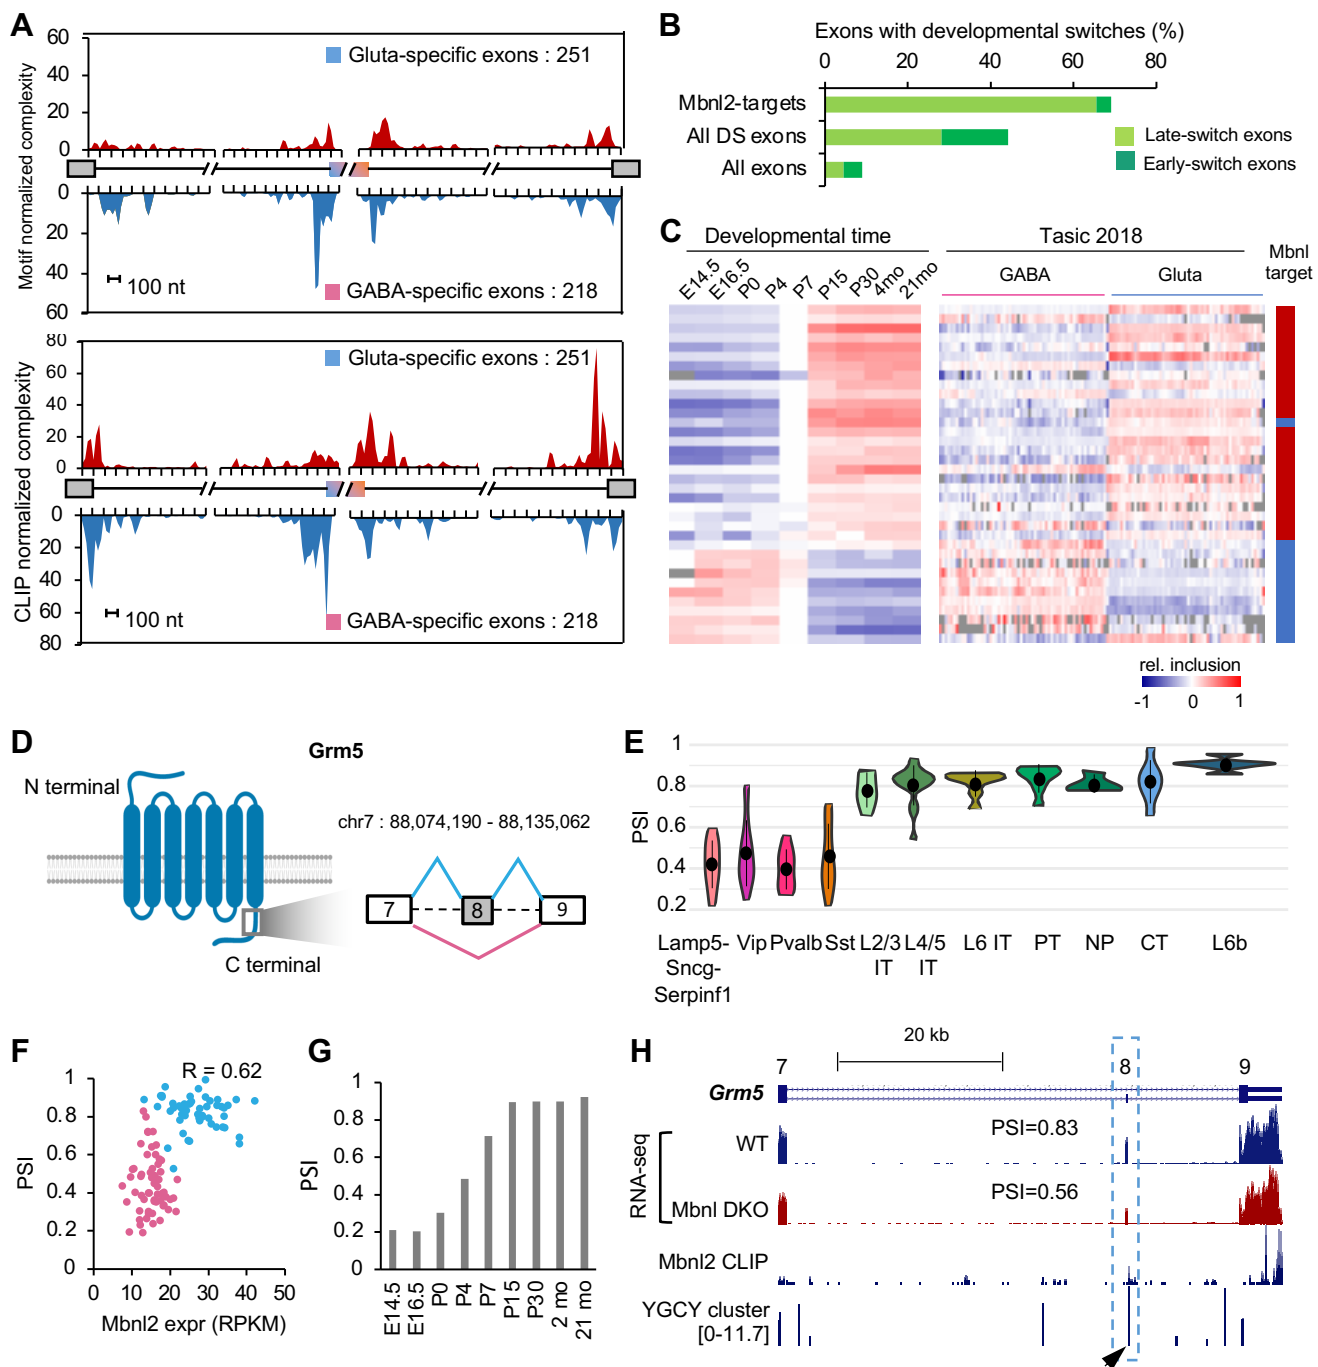 A
Motif normalized complexity
60
40
20
0
Gluta-specific exons : 251
0
20
40
60
100 nt
GABA-specific exons : 218
CLIP normalized complexity
80
60
40
20
0
Gluta-specific exons : 251
0
20
40
60
80
100 nt
GABA-specific exons : 218
B
Exons with developmental switches (%)
0 20 40 60 80
Mbnl2-targets
All DS exons
All exons
Late-switch exons
Early-switch exons
C
Developmental time
Tasic 2018
Mbnl
target
E14.5 E16.5 P0 P4 P7 P15 P30 4mo 21mo
GABA
Gluta
rel. inclusion
-1 0 1
D
Grm5
N terminal
chr7 : 88,074,190 - 88,135,062
7 8 9
C terminal
E
PSI
1
0.8
0.6
0.4
0.2
Lamp5-
Sncg-
Serpinf1
Vip
Pvalb
Sst
L2/3
IT
L4/5
IT
L6 IT
PT
NP
CT
L6b
F
R = 0.62
PSI
1
0.8
0.6
0.4
0.2
0
0 10 20 30 40 50
Mbnl2 expr (RPKM)
G
PSI
1
0.8
0.6
0.4
0.2
0
E14.5
E16.5
P0
P4
P7
P15
P30
2 mo
21 mo
H
20 kb
7 8 9
Grm5
RNA-seq
WT
PSI=0.83
Mbnl DKO
PSI=0.56
Mbnl2 CLIP
YGCY cluster
[0-11.7]